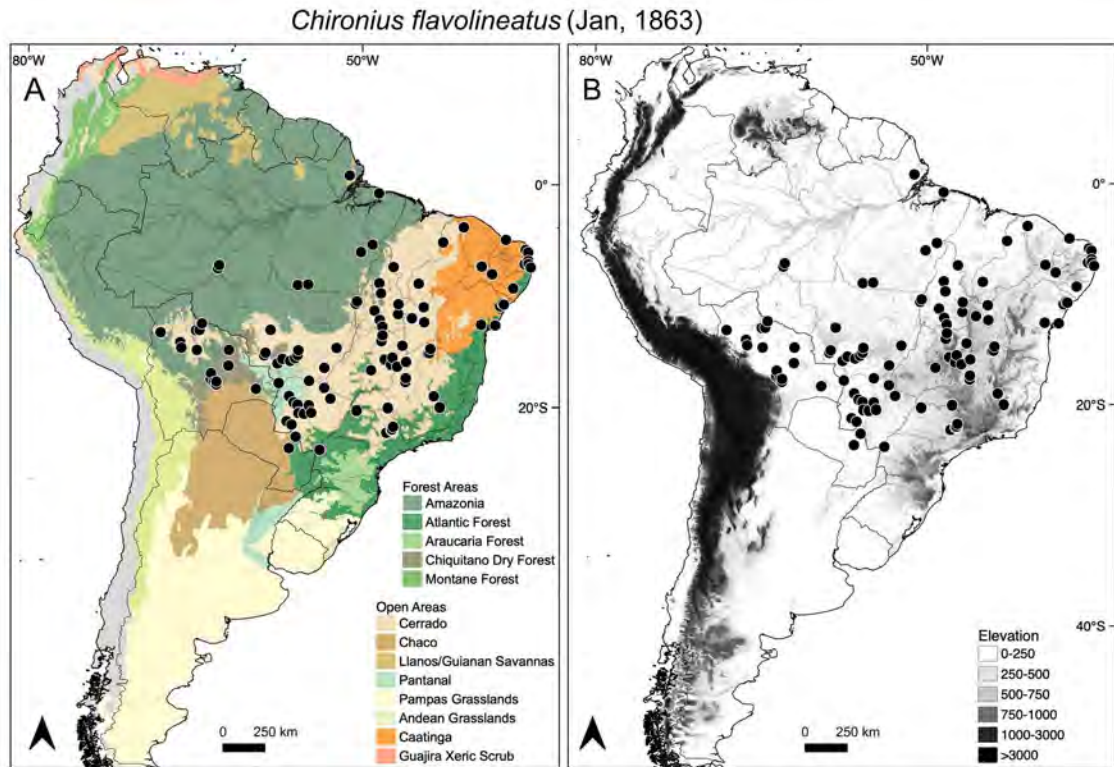 Chironius flavolineatus (Jan, 1863)
A
80°W
50°W
0°
20°S
Forest Areas
Amazonia
Atlantic Forest
Araucaria Forest
Chiquitano Dry Forest
Montane Forest
Open Areas
Cerrado
Chaco
Llanos/Guianan Savannas
Pantanal
Pampas Grasslands
Andean Grasslands
Caatinga
Guajira Xeric Scrub
0 250 km
B
80°W
50°W
0°
20°S
40°S
Elevation
0-250
250-500
500-750
750-1000
1000-3000
>3000
0 250 km